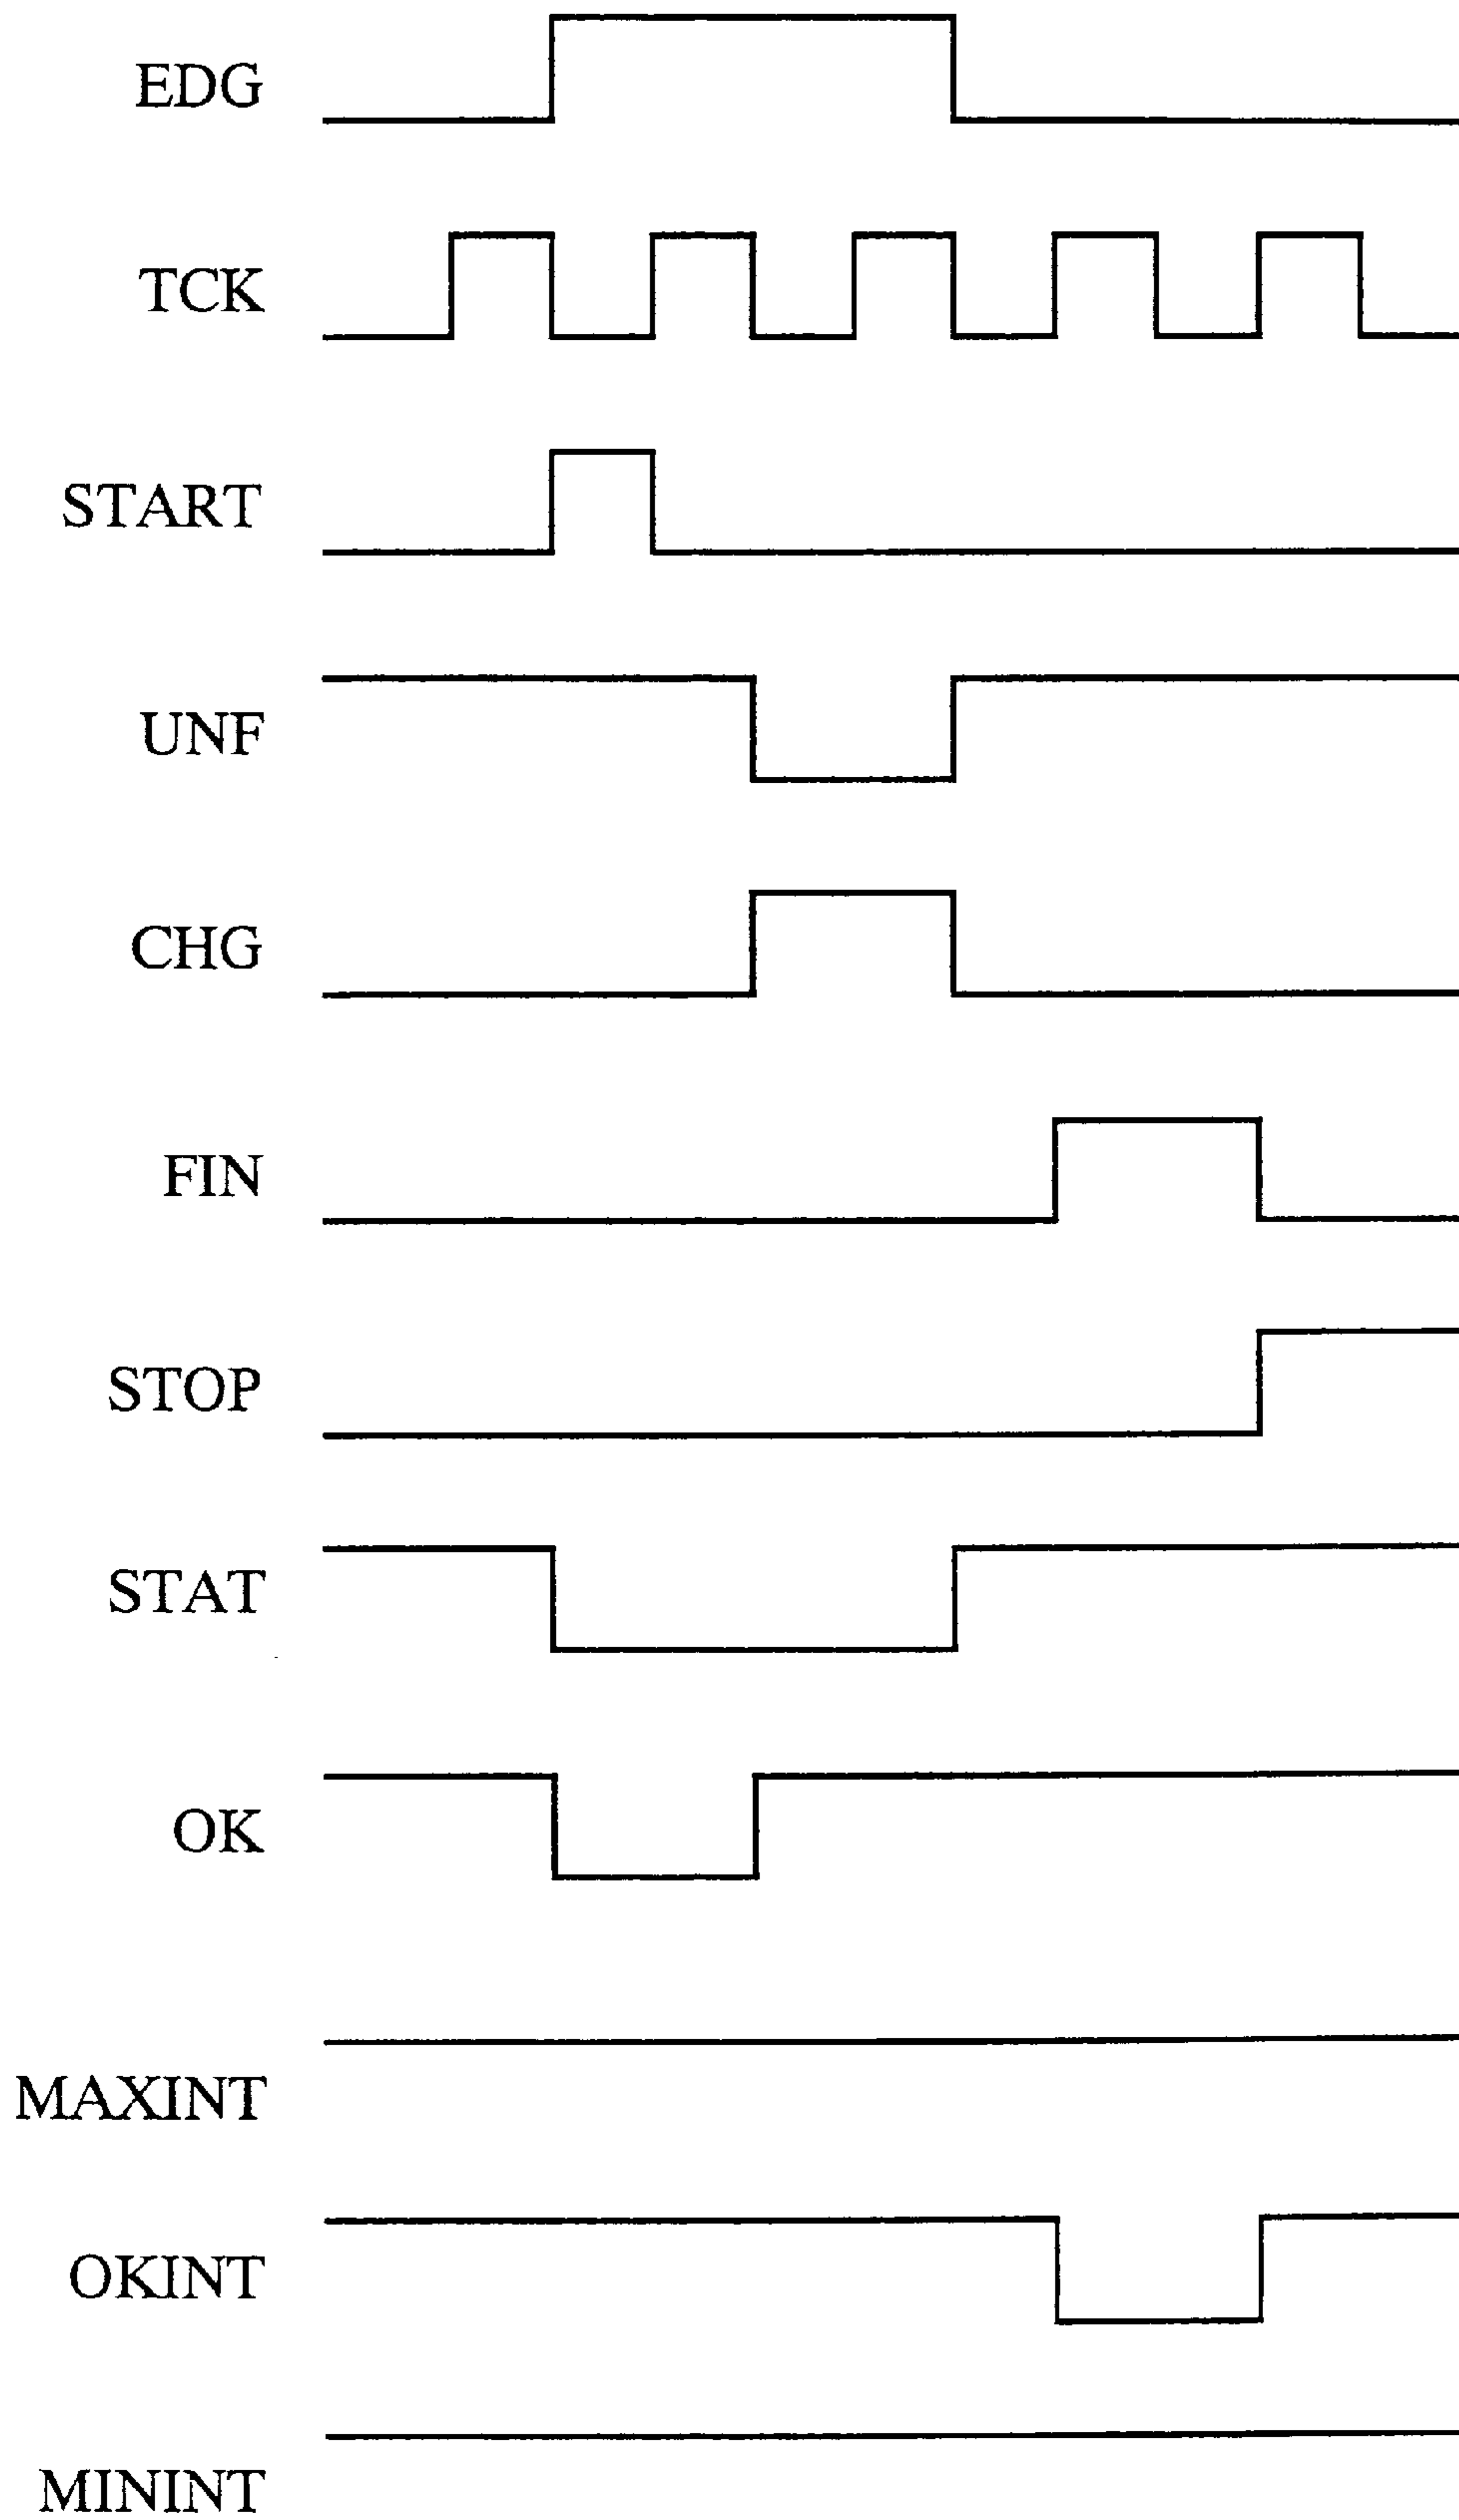 EDG
TCK
START
UNF
CHG
FIN
STOP
STAT
OK
MAXINT
OKINT
MININT